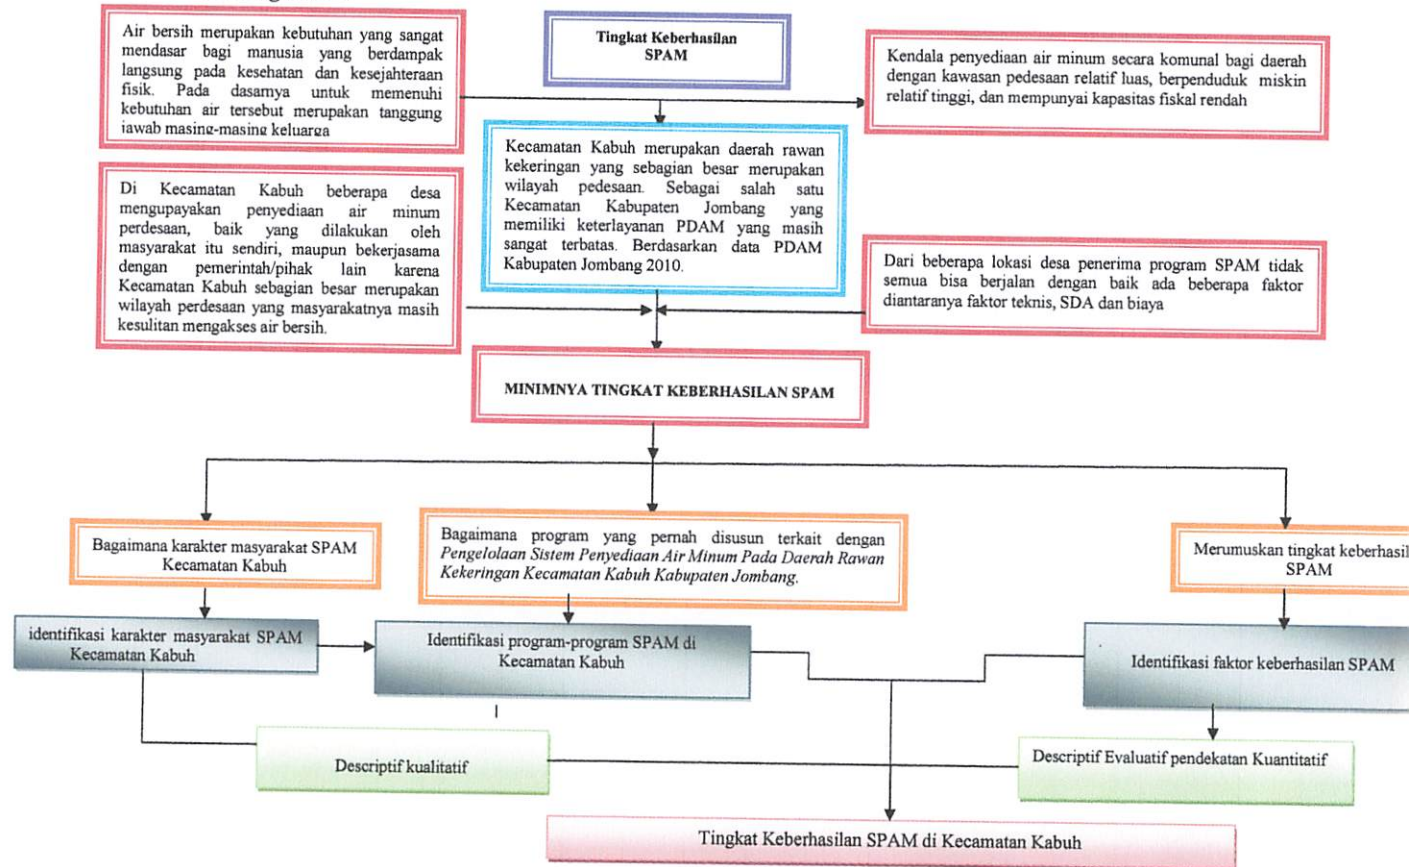 Air bersih merupakan kebutuhan yang sangat
mendasar bagi manusia yang berdampak
langsung pada kesehatan dan kesejahteraan
fisik. Pada dasarnya untuk memenuhi
kebutuhan air tersebut merupakan tanggung
jawab masing-masing keluarga
Tingkat Keberhasilan
SPAM
Kendala penyediaan air minum secara komunal bagi daerah
dengan kawasan pedesaan relatif luas, berpenduduk miskin
relatif tinggi, dan mempunyai kapasitas fiskal rendah
Kecamatan Kabuh merupakan daerah rawan
kekeringan yang sebagian besar merupakan
wilayah pedesaan. Sebagai salah satu
Kecamatan Kabupaten Jombang yang
memiliki keterlayanan PDAM yang masih
sangat terbatas. Berdasarkan data PDAM
Kabupaten Jombang 2010.
Di Kecamatan Kabuh beberapa desa
mengupayakan penyediaan air minum
perdesaan, baik yang dilakukan oleh
masyarakat itu sendiri, maupun bekerjasama
dengan pemerintah/pihak lain karena
Kecamatan Kabuh sebagian besar merupakan
wilayah perdesaan yang masyarakatnya masih
kesulitan mengakses air bersih.
Dari beberapa lokasi desa penerima program SPAM tidak
semua bisa berjalan dengan baik ada beberapa faktor
diantaranya faktor teknis, SDA dan biaya
MINIMNYA TINGKAT KEBERHASILAN SPAM
Bagaimana karakter masyarakat SPAM
Kecamatan Kabuh
Bagaimana program yang pernah disusun terkait dengan
Pengelolaan Sistem Penyediaan Air Minum Pada Daerah Rawan
Kekeringan Kecamatan Kabuh Kabupaten Jombang.
Merumuskan tingkat keberhasil
SPAM
identifikasi karakter masyarakat SPAM
Kecamatan Kabuh
Identifikasi program-program SPAM di
Kecamatan Kabuh
Identifikasi faktor keberhasilan SPAM
Descriptif kualitatif
Descriptif Evaluatif pendekatan Kuantitatif
Tingkat Keberhasilan SPAM di Kecamatan Kabuh